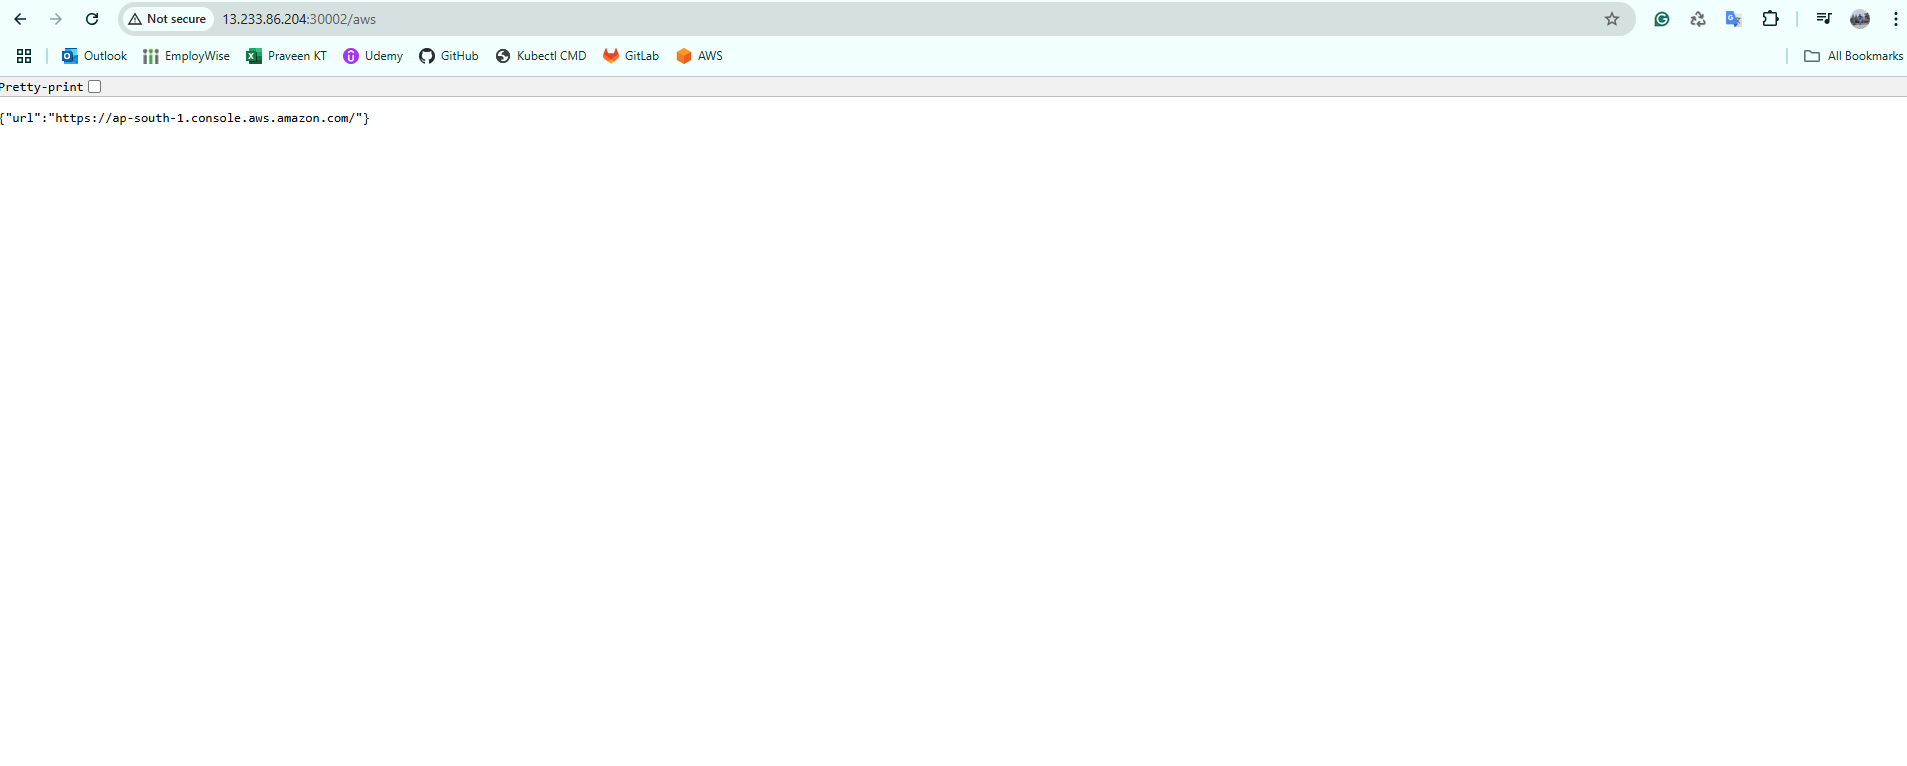 Not secure 13.233.86.204:30002/aws
Outlook EmployWise Praveen KT Udemy GitHub Kubectl CMD GitLab AWS All Bookmarks
Pretty-print
{"url":"https://ap-south-1.console.aws.amazon.com/"}